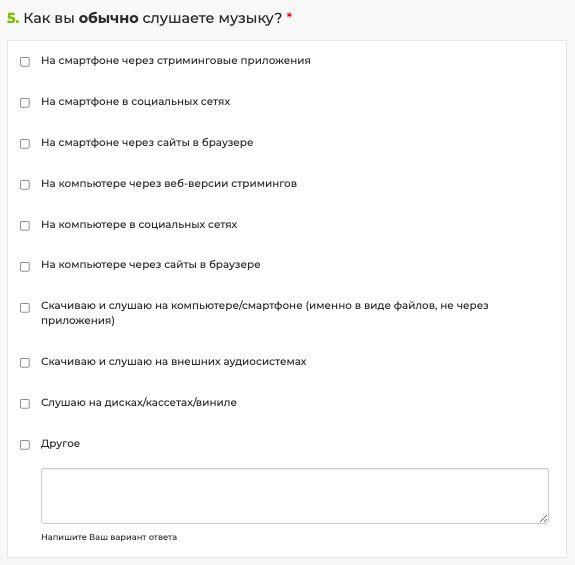 5. Как вы обычно слушаете музыку? *
На смартфоне через стриминговые приложения
На смартфоне в социальных сетях
На смартфоне через сайты в браузере
На компьютере через веб-версии стримингов
На компьютере в социальных сетях
На компьютере через сайты в браузере
Скачиваю и слушаю на компьютере/смартфоне (именно в виде файлов, не через
приложения)
Скачиваю и слушаю на внешних аудиосистемах
Слушаю на дисках/кассетах/виниле
Другое
Напишите Ваш вариант ответа